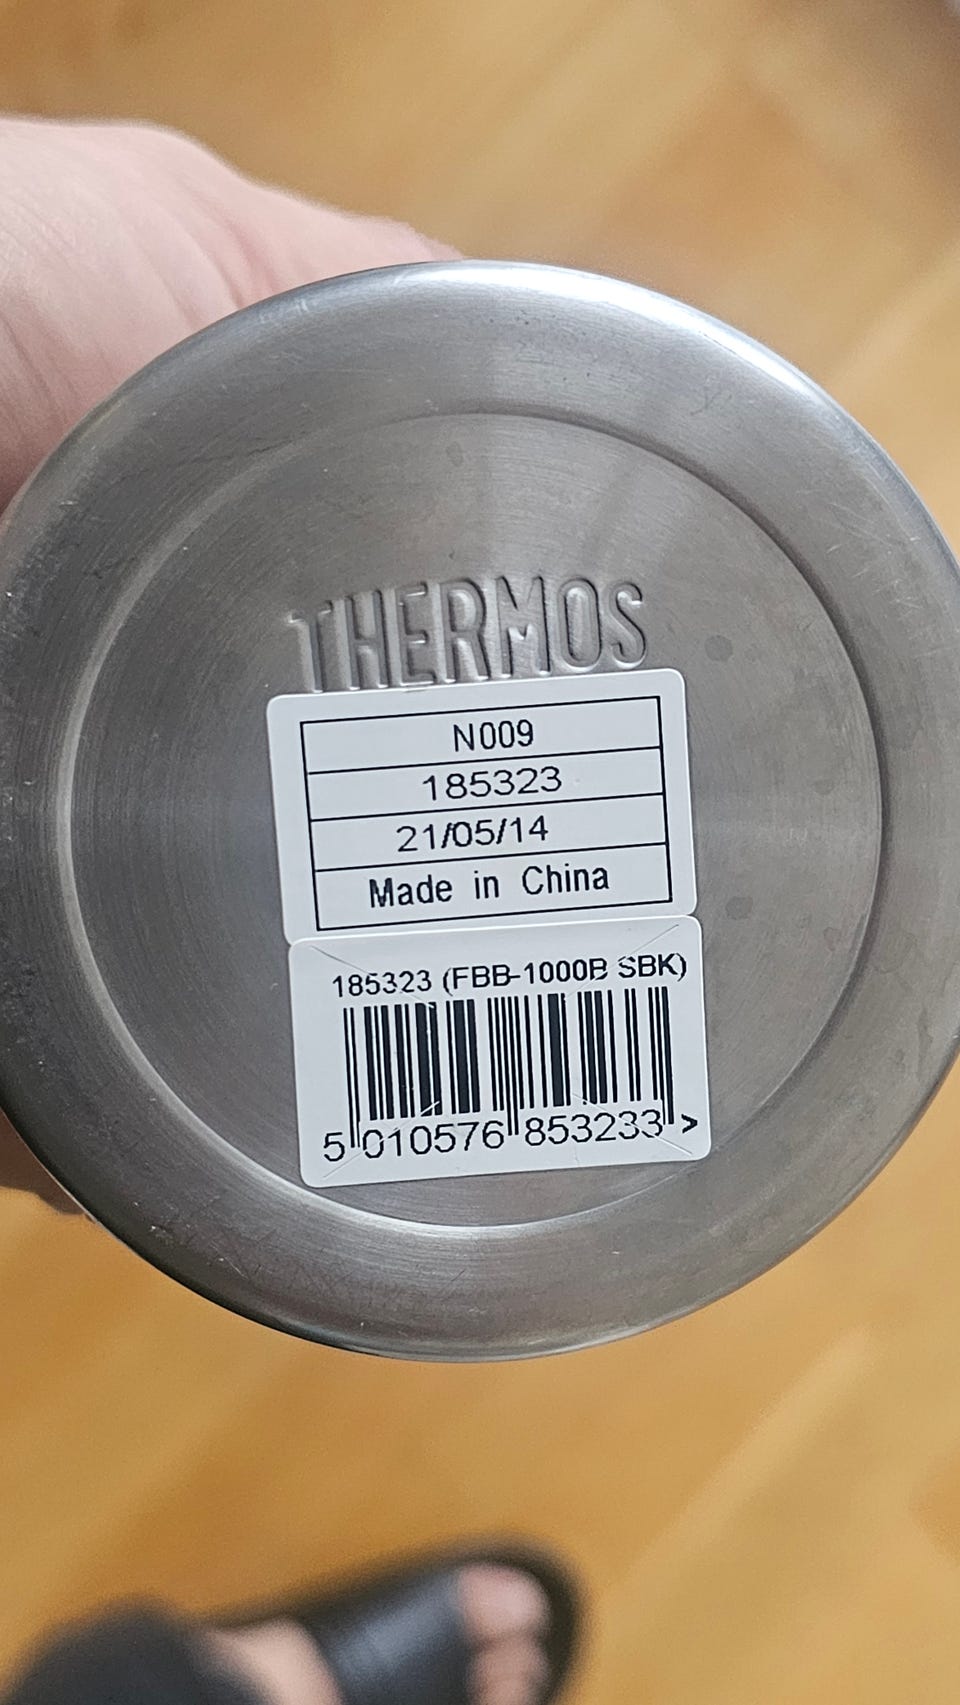 THERMOS
N009
185323
21/05/14
Made in China
185323 (FBB-1000B SBK)
5 010576 853233 >